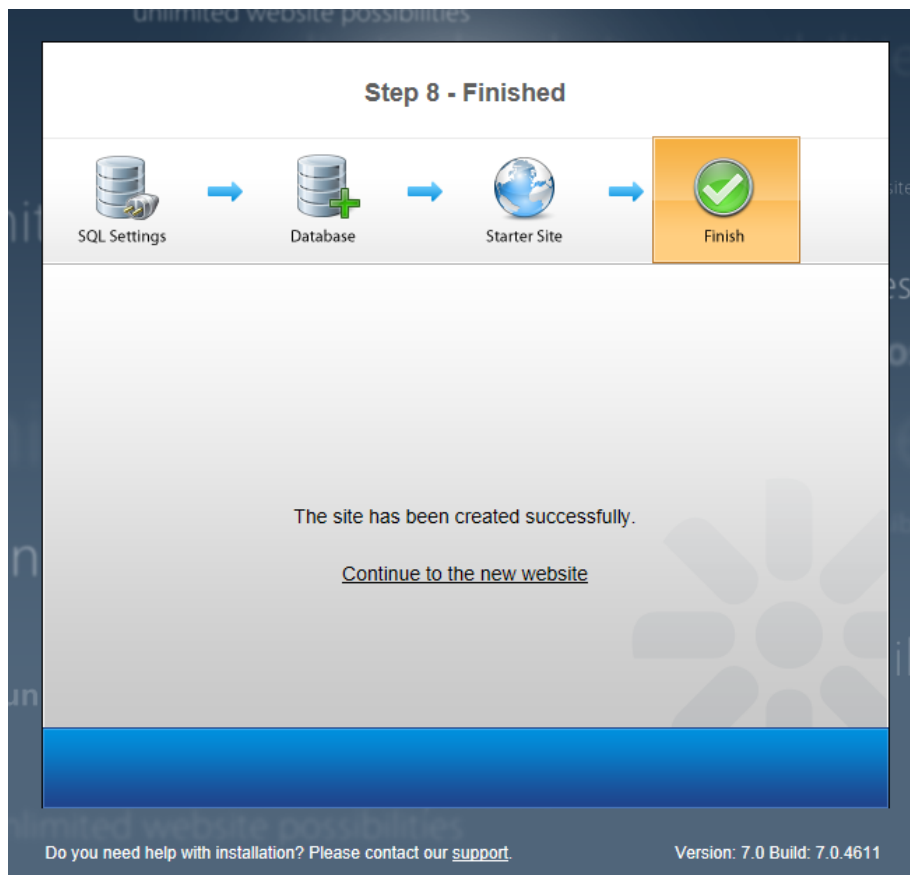 unlimited website possibilities
Step 8 - Finished
SQL Settings
Database
Starter Site
Finish
The site has been created successfully.
Continue to the new website
unlimited website possibilities
Do you need help with installation? Please contact our support.
Version: 7.0 Build: 7.0.4611